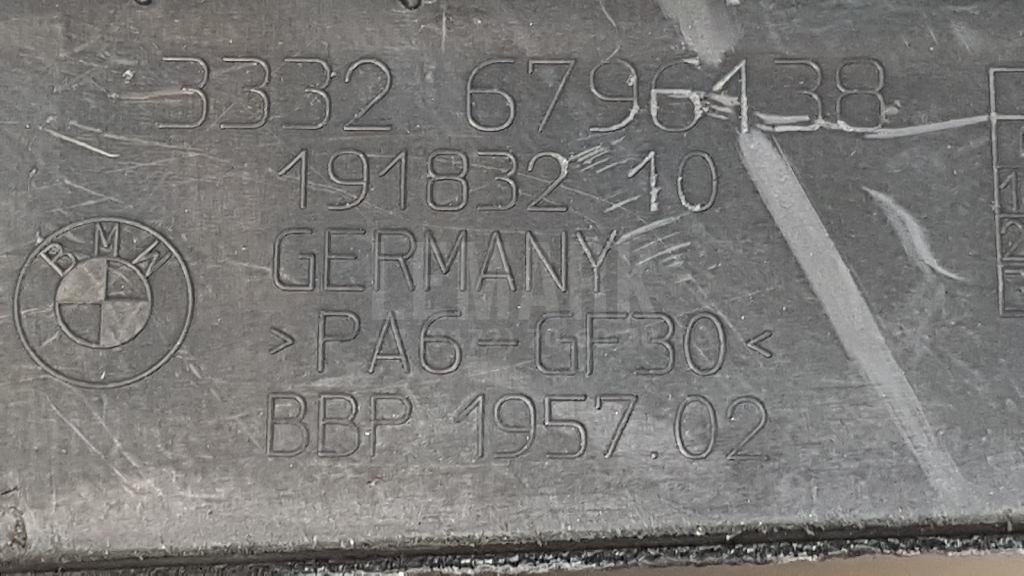 3332 6796138
191832 10
GERMANY
>PA6-GF30<
BBP 1957.02
BMW